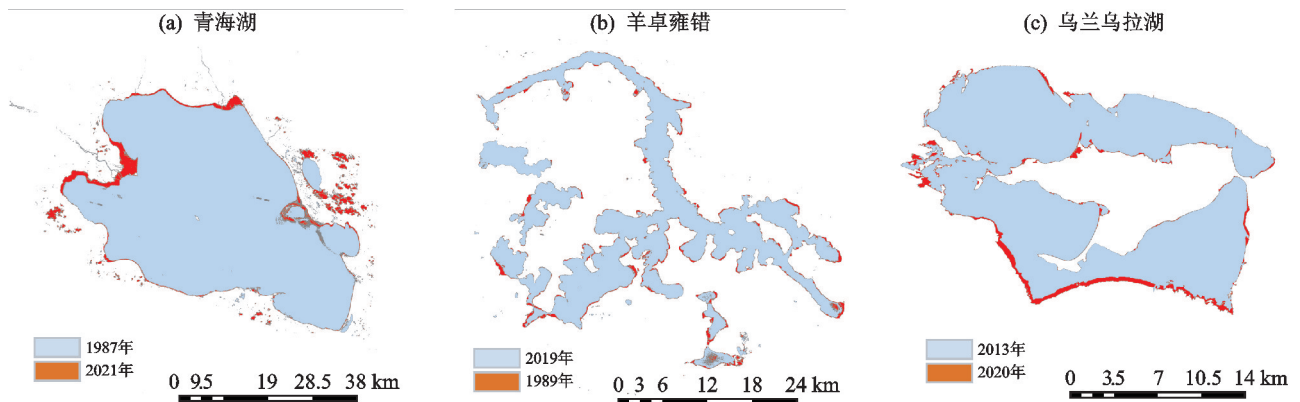 (a) 青海湖
1987年
2021年
0 9.5 19 28.5 38 km
(b) 羊卓雍错
2019年
1989年
0 3 6 12 18 24 km
(c) 乌兰乌拉湖
2013年
2020年
0 3.5 7 10.5 14 km